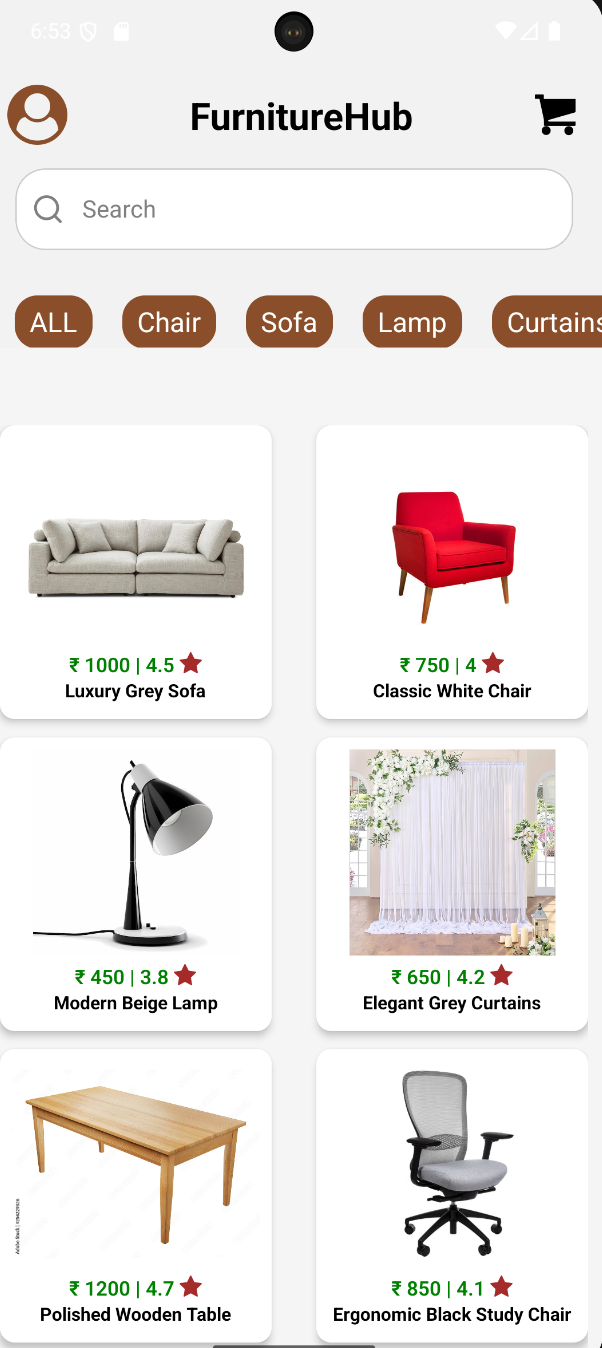 6:53
FurnitureHub
Search
ALL Chair Sofa Lamp Curtains
₹ 1000 | 4.5 ₹ 750 | 4
Luxury Grey Sofa Classic White Chair
₹ 450 | 3.8 ₹ 650 | 4.2
Modern Beige Lamp Elegant Grey Curtains
₹ 1200 | 4.7 ₹ 850 | 4.1
Polished Wooden Table Ergonomic Black Study Chair